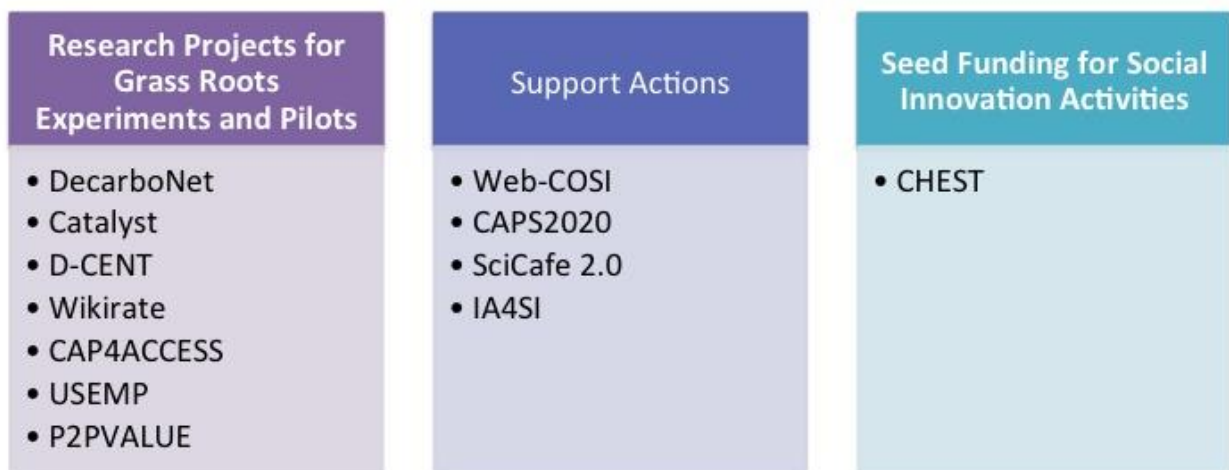 Research Projects for
Grass Roots
Experiments and Pilots
• DecarboNet
• Catalyst
• D-CENT
• Wikirate
• CAP4ACCESS
• USEMP
• P2PVALUE
Support Actions
• Web-COSI
• CAPS2020
• SciCafe 2.0
• IA4SI
Seed Funding for Social
Innovation Activities
• CHEST